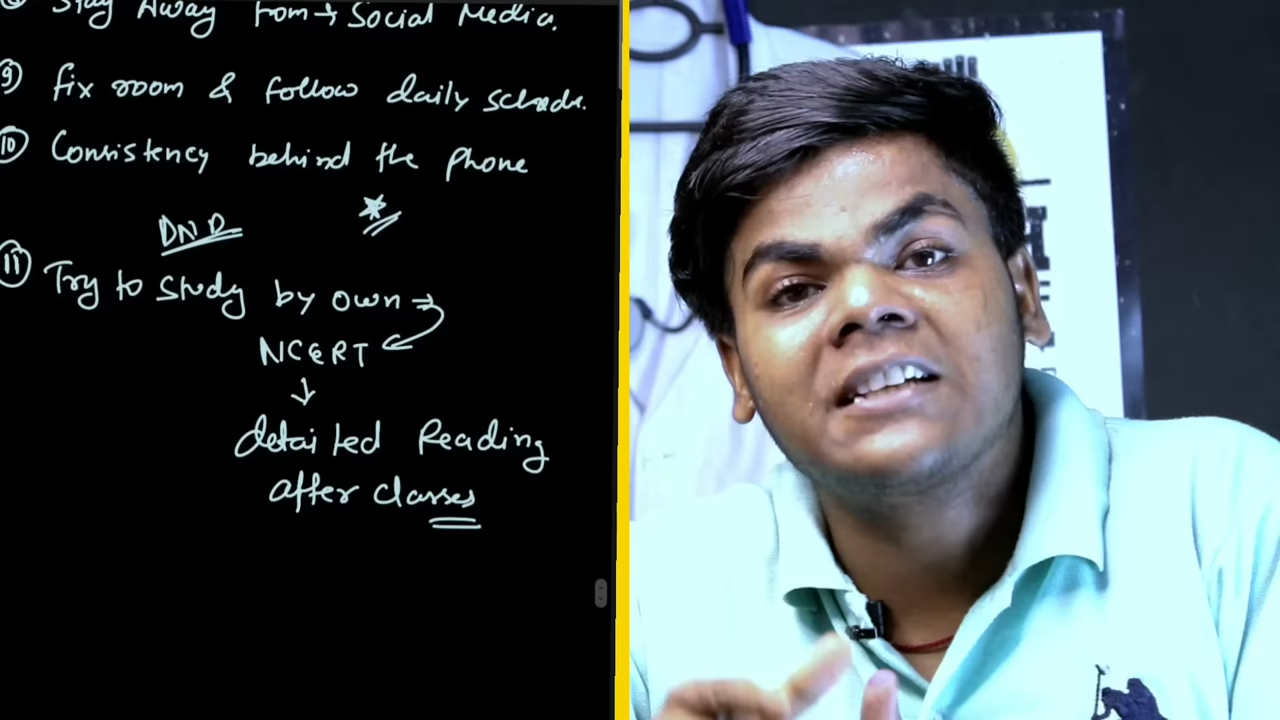 Stay Away from → Social Media.
⑨ fix room & follow daily schedu.
⑩ Consistency behind the phone
DND
⑪ Try to study by own →
NCERT
↓
detailed Reading
after classes